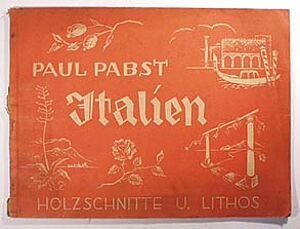 PAUL PABST
Italien
HOLZSCHNITTE U. LITHOS